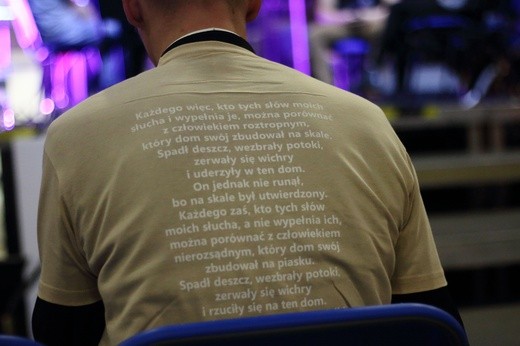 Każdego więc, kto tych słów moich
słucha i wypełnia je, można porównać
z człowiekiem roztropnym,
który dom swój zbudował na skale.
Spadł deszcz, wezbrały potoki,
zerwały się wichry
i uderzyły w ten dom.
On jednak nie runął,
bo na skale był utwierdzony.
Każdego zaś, kto tych słów
moich słucha, a nie wypełnia ich,
można porównać z człowiekiem
nierozsądnym, który dom swój
zbudował na piasku.
Spadł deszcz, wezbrały potoki,
zerwały się wichry
i rzuciły się na ten dom.